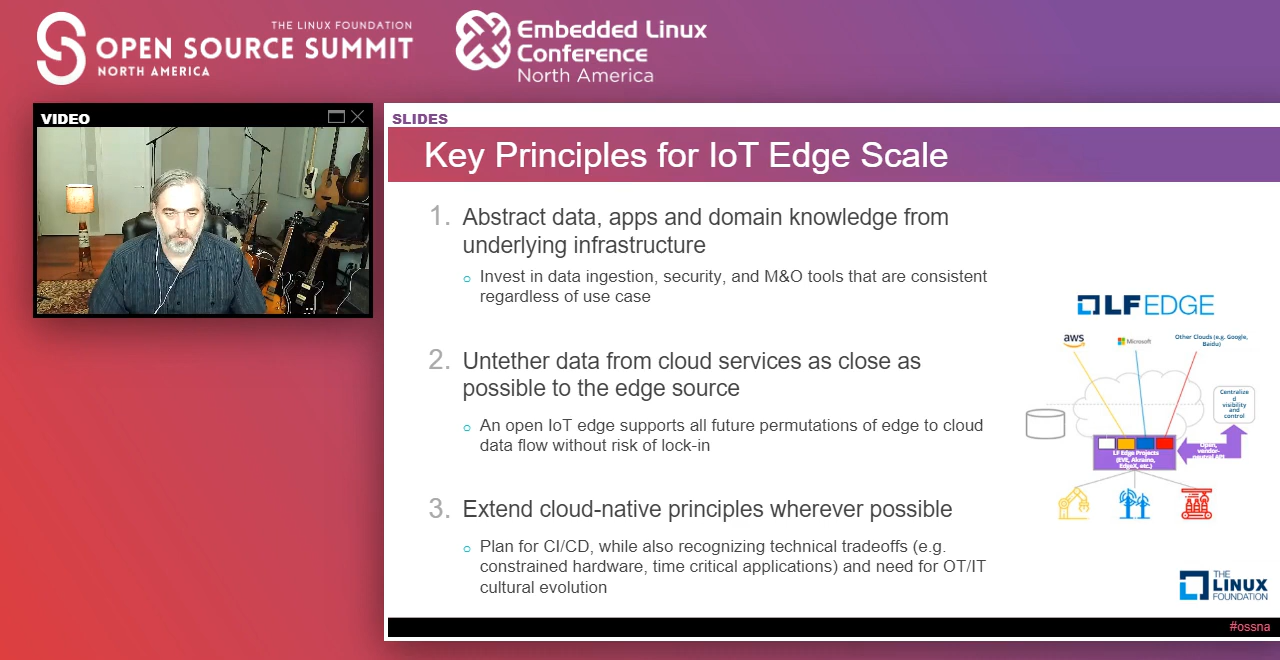 THE LINUX FOUNDATION
OPEN SOURCE SUMMIT
NORTH AMERICA
Embedded Linux
Conference
North America
VIDEO
SLIDES
Key Principles for IoT Edge Scale
1. Abstract data, apps and domain knowledge from
underlying infrastructure
Invest in data ingestion, security, and M&O tools that are consistent
regardless of use case
2. Untether data from cloud services as close as
possible to the edge source
An open IoT edge supports all future permutations of edge to cloud
data flow without risk of lock-in
3. Extend cloud-native principles wherever possible
Plan for CI/CD, while also recognizing technical tradeoffs (e.g.
constrained hardware, time critical applications) and need for OT/IT
cultural evolution
LF EDGE
aws
Microsoft
Other Clouds (e.g. Google,
Baidu)
Centralize
d
visibility
and
control
Open,
vendor-
neutral API
LF Edge Projects
(EVE, Akraino,
EdgeX, etc.)
THE
LINUX
FOUNDATION
#ossna